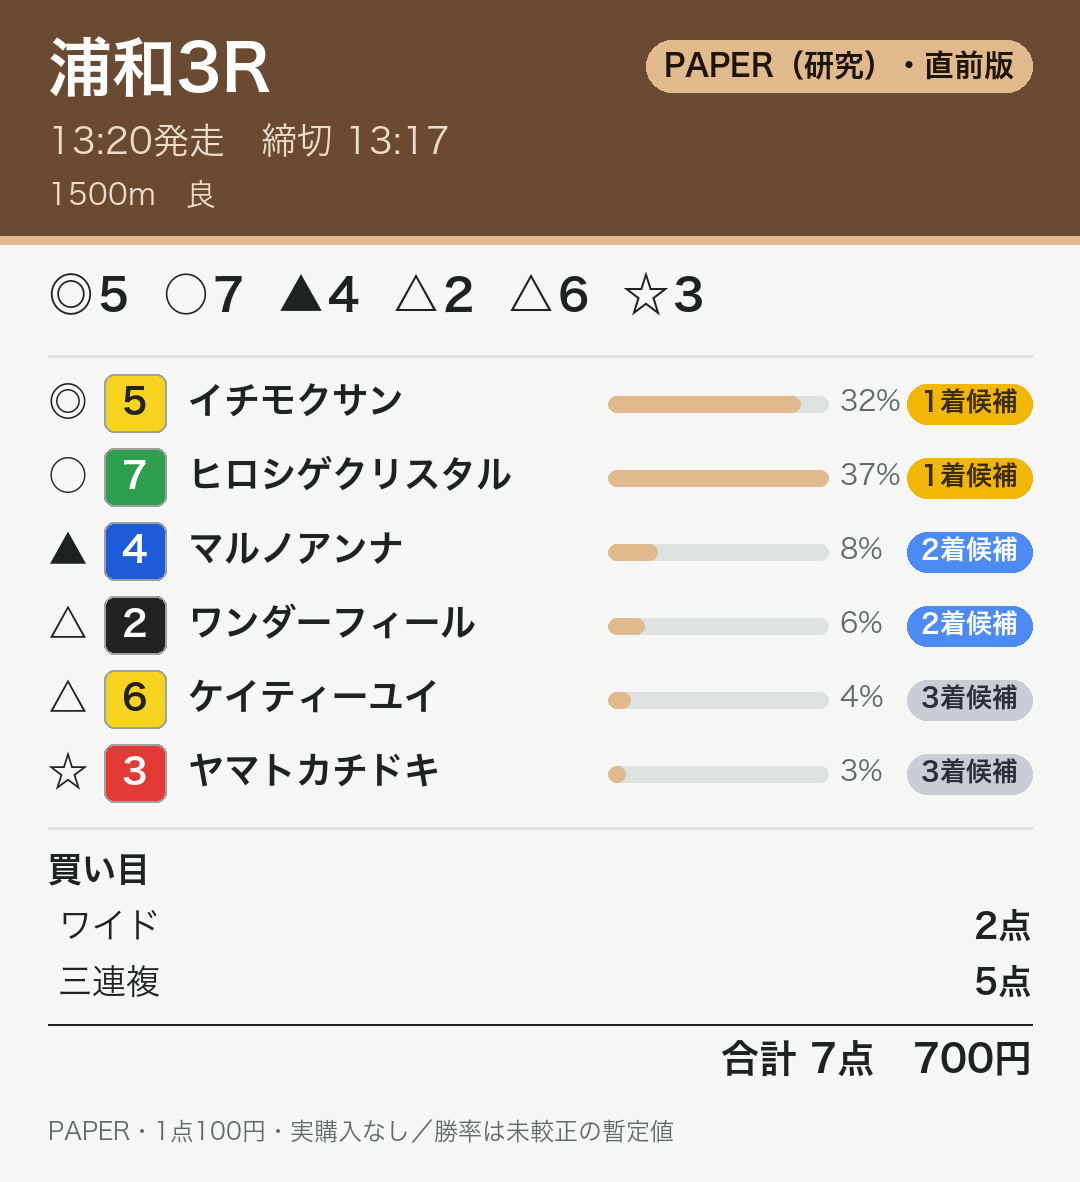 浦和3R
PAPER（研究）・直前版
13:20発走　締切 13:17
1500m　良
◎5 ○7 ▲4 △2 △6 ☆3
◎ 5 イチモクサン 32% 1着候補
○ 7 ヒロシゲクリスタル 37% 1着候補
▲ 4 マルノアンナ 8% 2着候補
△ 2 ワンダーフィール 6% 2着候補
△ 6 ケイティーユイ 4% 3着候補
☆ 3 ヤマトカチドキ 3% 3着候補
買い目
ワイド 2点
三連複 5点
合計 7点　700円
PAPER・1点100円・実購入なし／勝率は未較正の暫定値